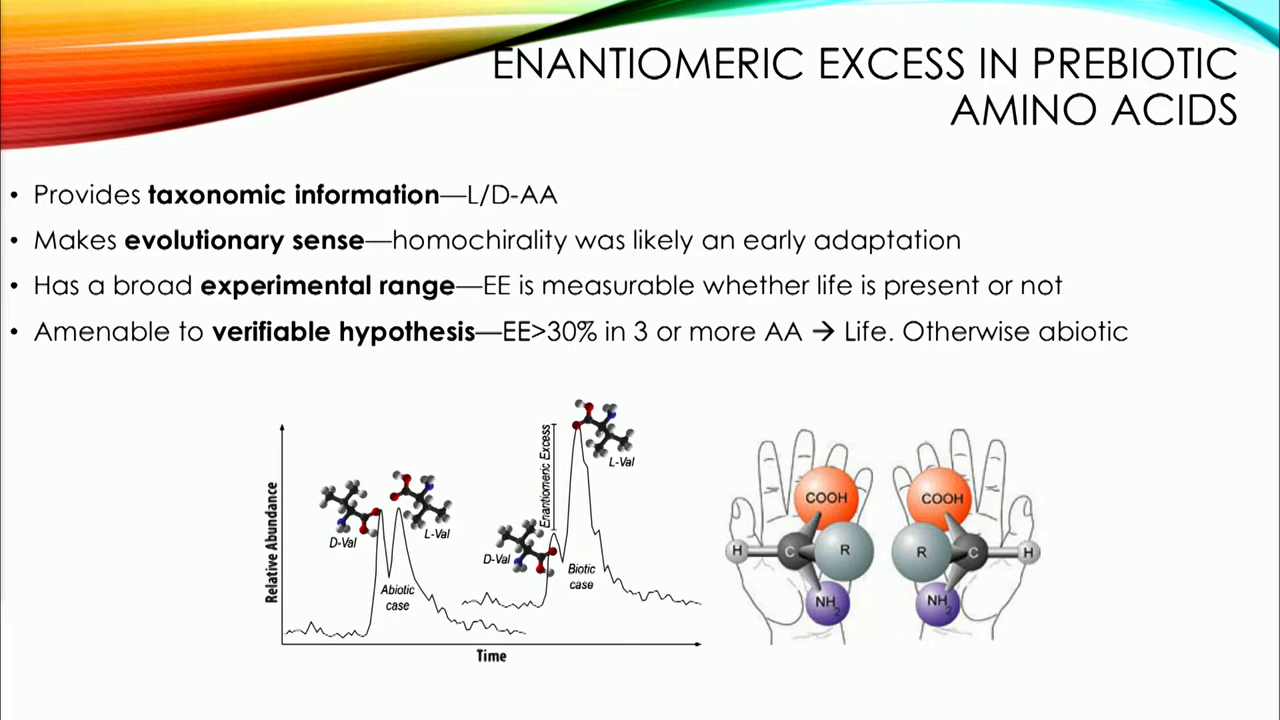 ENANTIOMERIC EXCESS IN PREBIOTIC
AMINO ACIDS
• Provides taxonomic information—L/D-AA
• Makes evolutionary sense—homochirality was likely an early adaptation
• Has a broad experimental range—EE is measurable whether life is present or not
• Amenable to verifiable hypothesis—EE>30% in 3 or more AA → Life. Otherwise abiotic
Relative Abundance
D-Val
L-Val
Abiotic
case
Enantiomeric Excess
D-Val
L-Val
Biotic
case
Time
COOH
H
C
R
NH2
COOH
R
C
H
NH2